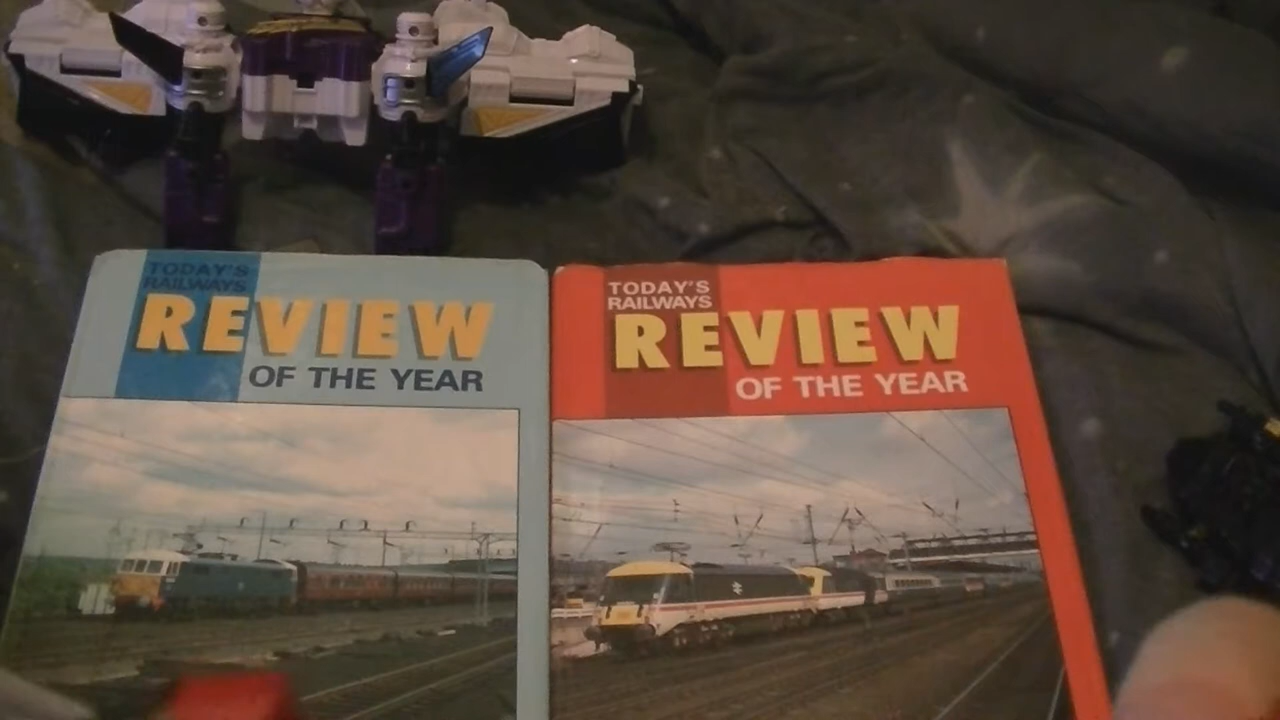 TODAY'S
RAILWAYS
REVIEW
OF THE YEAR
TODAY'S
RAILWAYS
REVIEW
OF THE YEAR